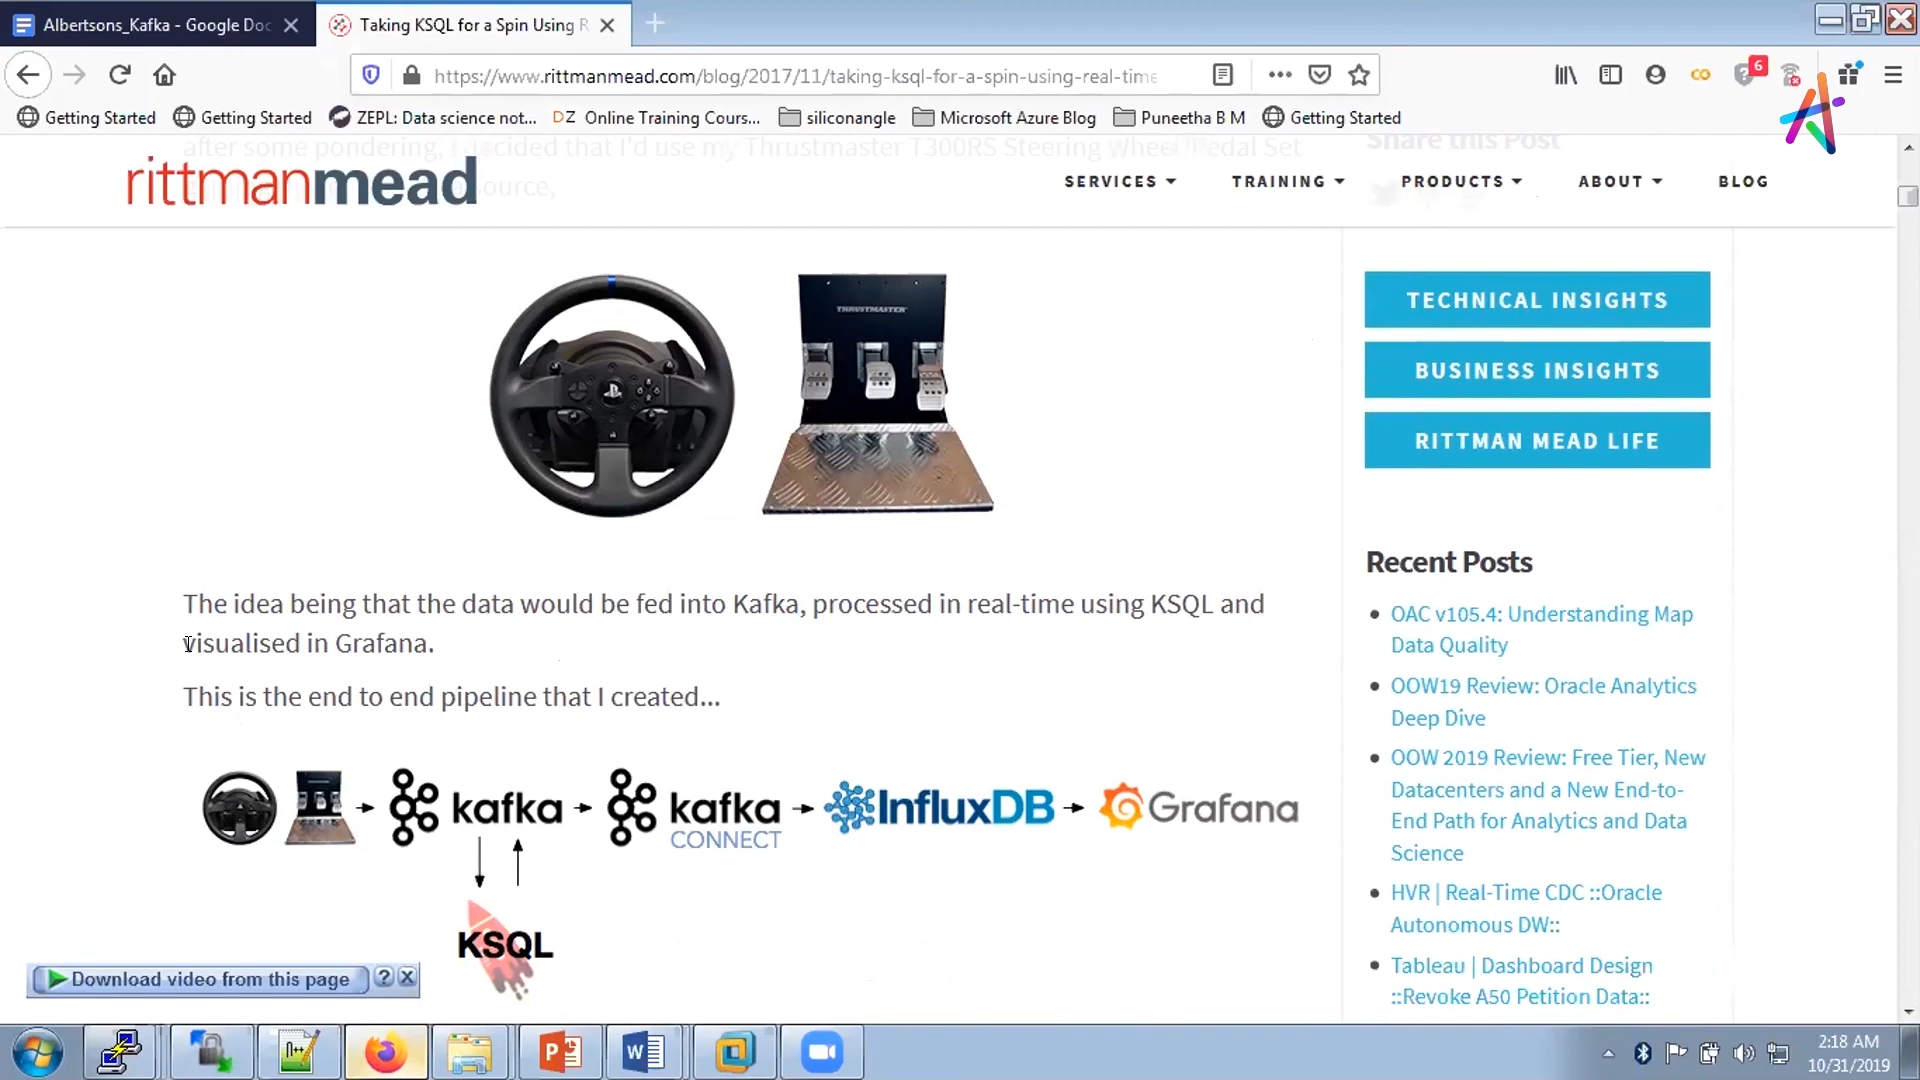 Albertsons_Kafka - Google Doc
Taking KSQL for a Spin Using R
https://www.rittmanmead.com/blog/2017/11/taking-ksql-for-a-spin-using-real-time
6
Getting Started
Getting Started
ZEPL: Data science not...
DZ Online Training Cours...
siliconangle
Microsoft Azure Blog
Puneetha B M
Getting Started
after some pondering, I decided that I'd use my Thrustmaster T300RS Steering Wheel/Pedal Set
source,
Share this Post
rittmanmead
SERVICES
TRAINING
PRODUCTS
ABOUT
BLOG
THRUSTMASTER
TECHNICAL INSIGHTS
BUSINESS INSIGHTS
RITTMAN MEAD LIFE
The idea being that the data would be fed into Kafka, processed in real-time using KSQL and
visualised in Grafana.
This is the end to end pipeline that I created...
kafka
kafka
CONNECT
InfluxDB
Grafana
KSQL
Recent Posts
OAC v105.4: Understanding Map
Data Quality
OOW19 Review: Oracle Analytics
Deep Dive
OOW 2019 Review: Free Tier, New
Datacenters and a New End-to-
End Path for Analytics and Data
Science
HVR | Real-Time CDC ::Oracle
Autonomous DW::
Tableau | Dashboard Design
::Revoke A50 Petition Data::
Download video from this page
2:18 AM
10/31/2019